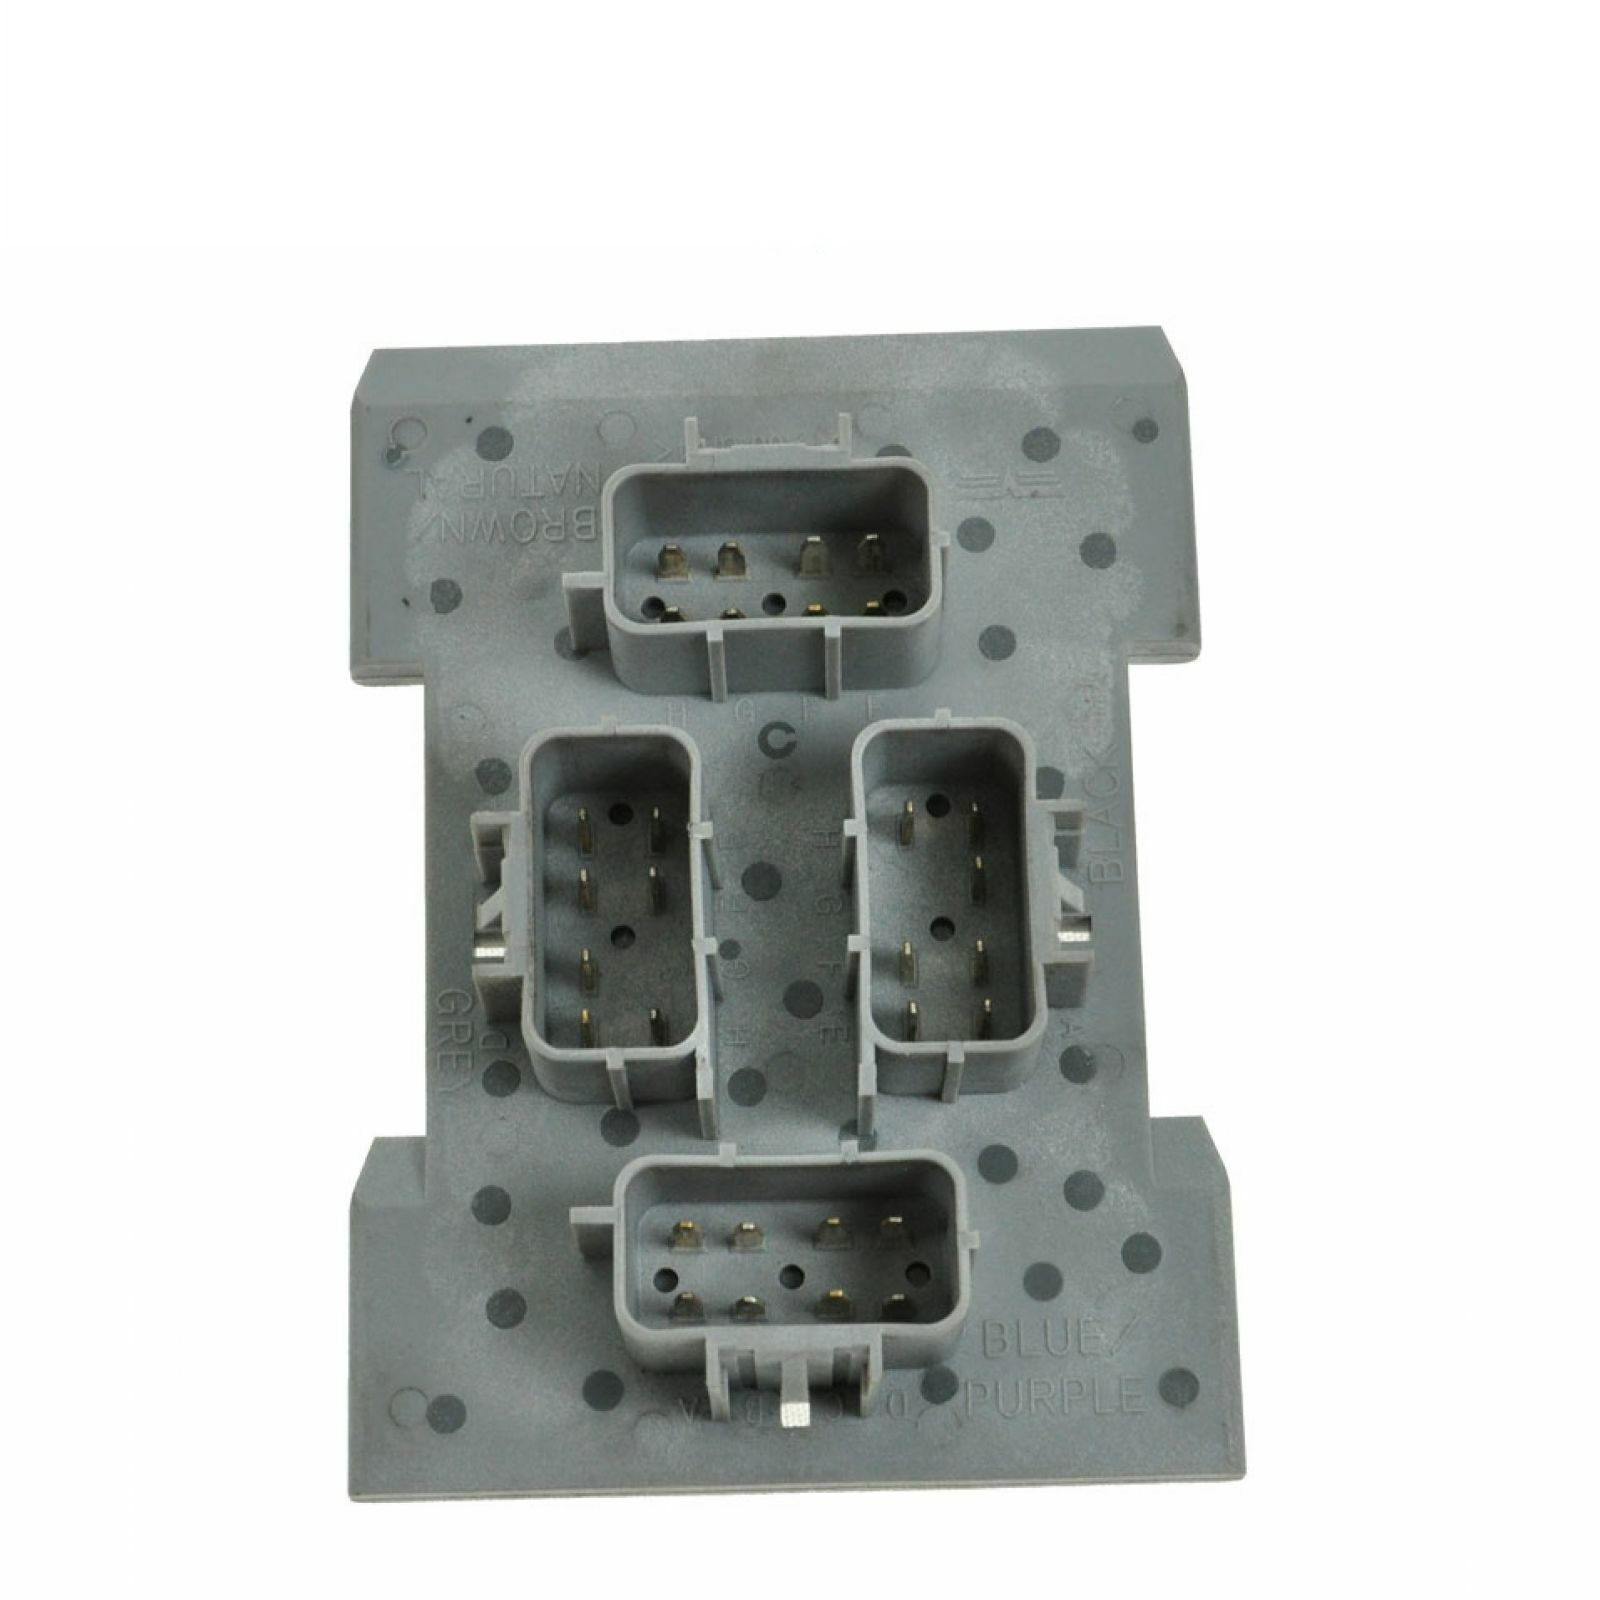 BROWN/
NATURAL
H G F E
C
BLACK
E
F
G
H
H
G
F
E
A
GREY
D
BLUE/
PURPLE
A B C D